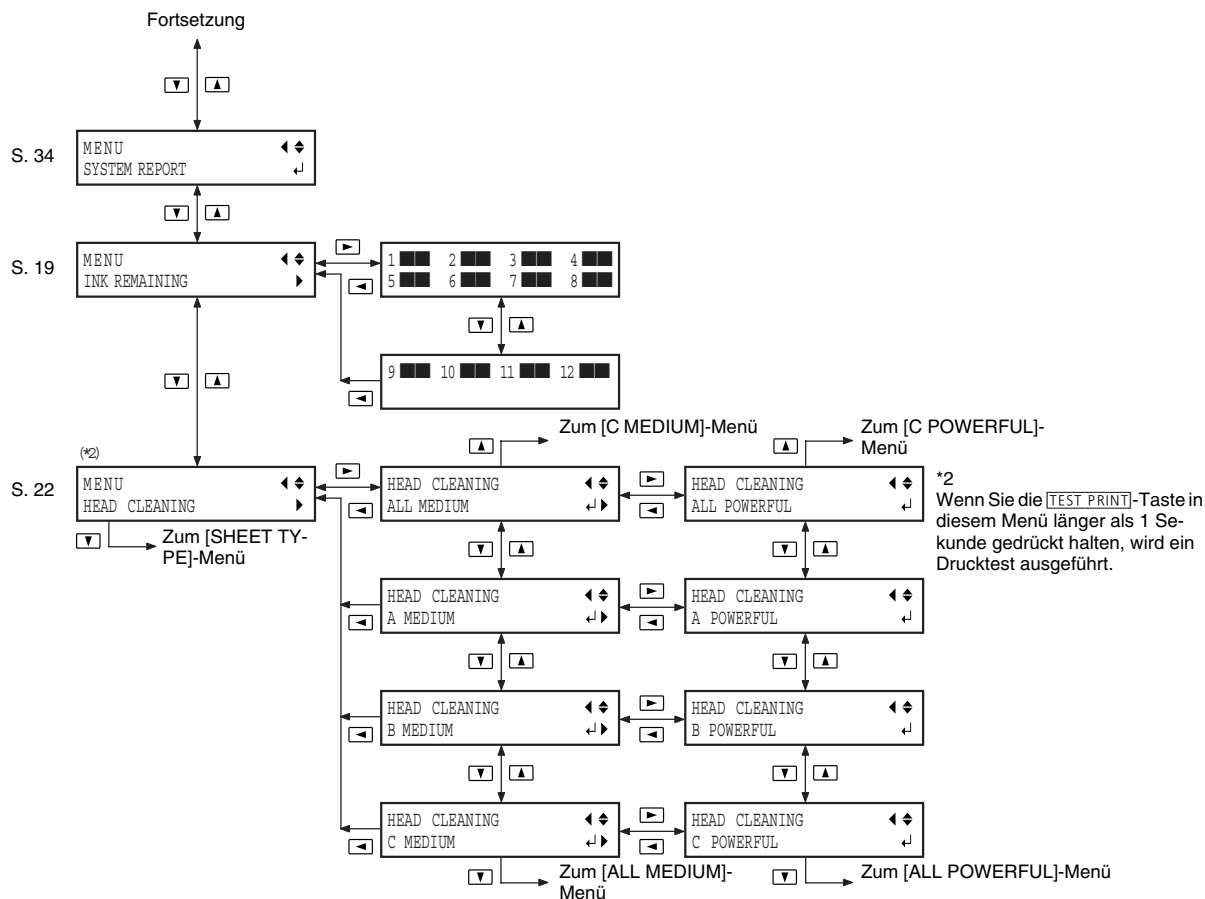 Fortsetzung
S. 34
MENU
SYSTEM REPORT
S. 19
MENU
INK REMAINING
1 2 3 4
5 6 7 8
9 10 11 12
Zum [C MEDIUM]-Menü
Zum [C POWERFUL]-
Menü
(*2)
S. 22
MENU
HEAD CLEANING
Zum [SHEET TY-
PE]-Menü
HEAD CLEANING
ALL MEDIUM
HEAD CLEANING
ALL POWERFUL
*2
Wenn Sie die TEST PRINT-Taste in
diesem Menü länger als 1 Se-
kunde gedrückt halten, wird ein
Drucktest ausgeführt.
HEAD CLEANING
A MEDIUM
HEAD CLEANING
A POWERFUL
HEAD CLEANING
B MEDIUM
HEAD CLEANING
B POWERFUL
HEAD CLEANING
C MEDIUM
HEAD CLEANING
C POWERFUL
Zum [ALL MEDIUM]-
Menü
Zum [ALL POWERFUL]-Menü